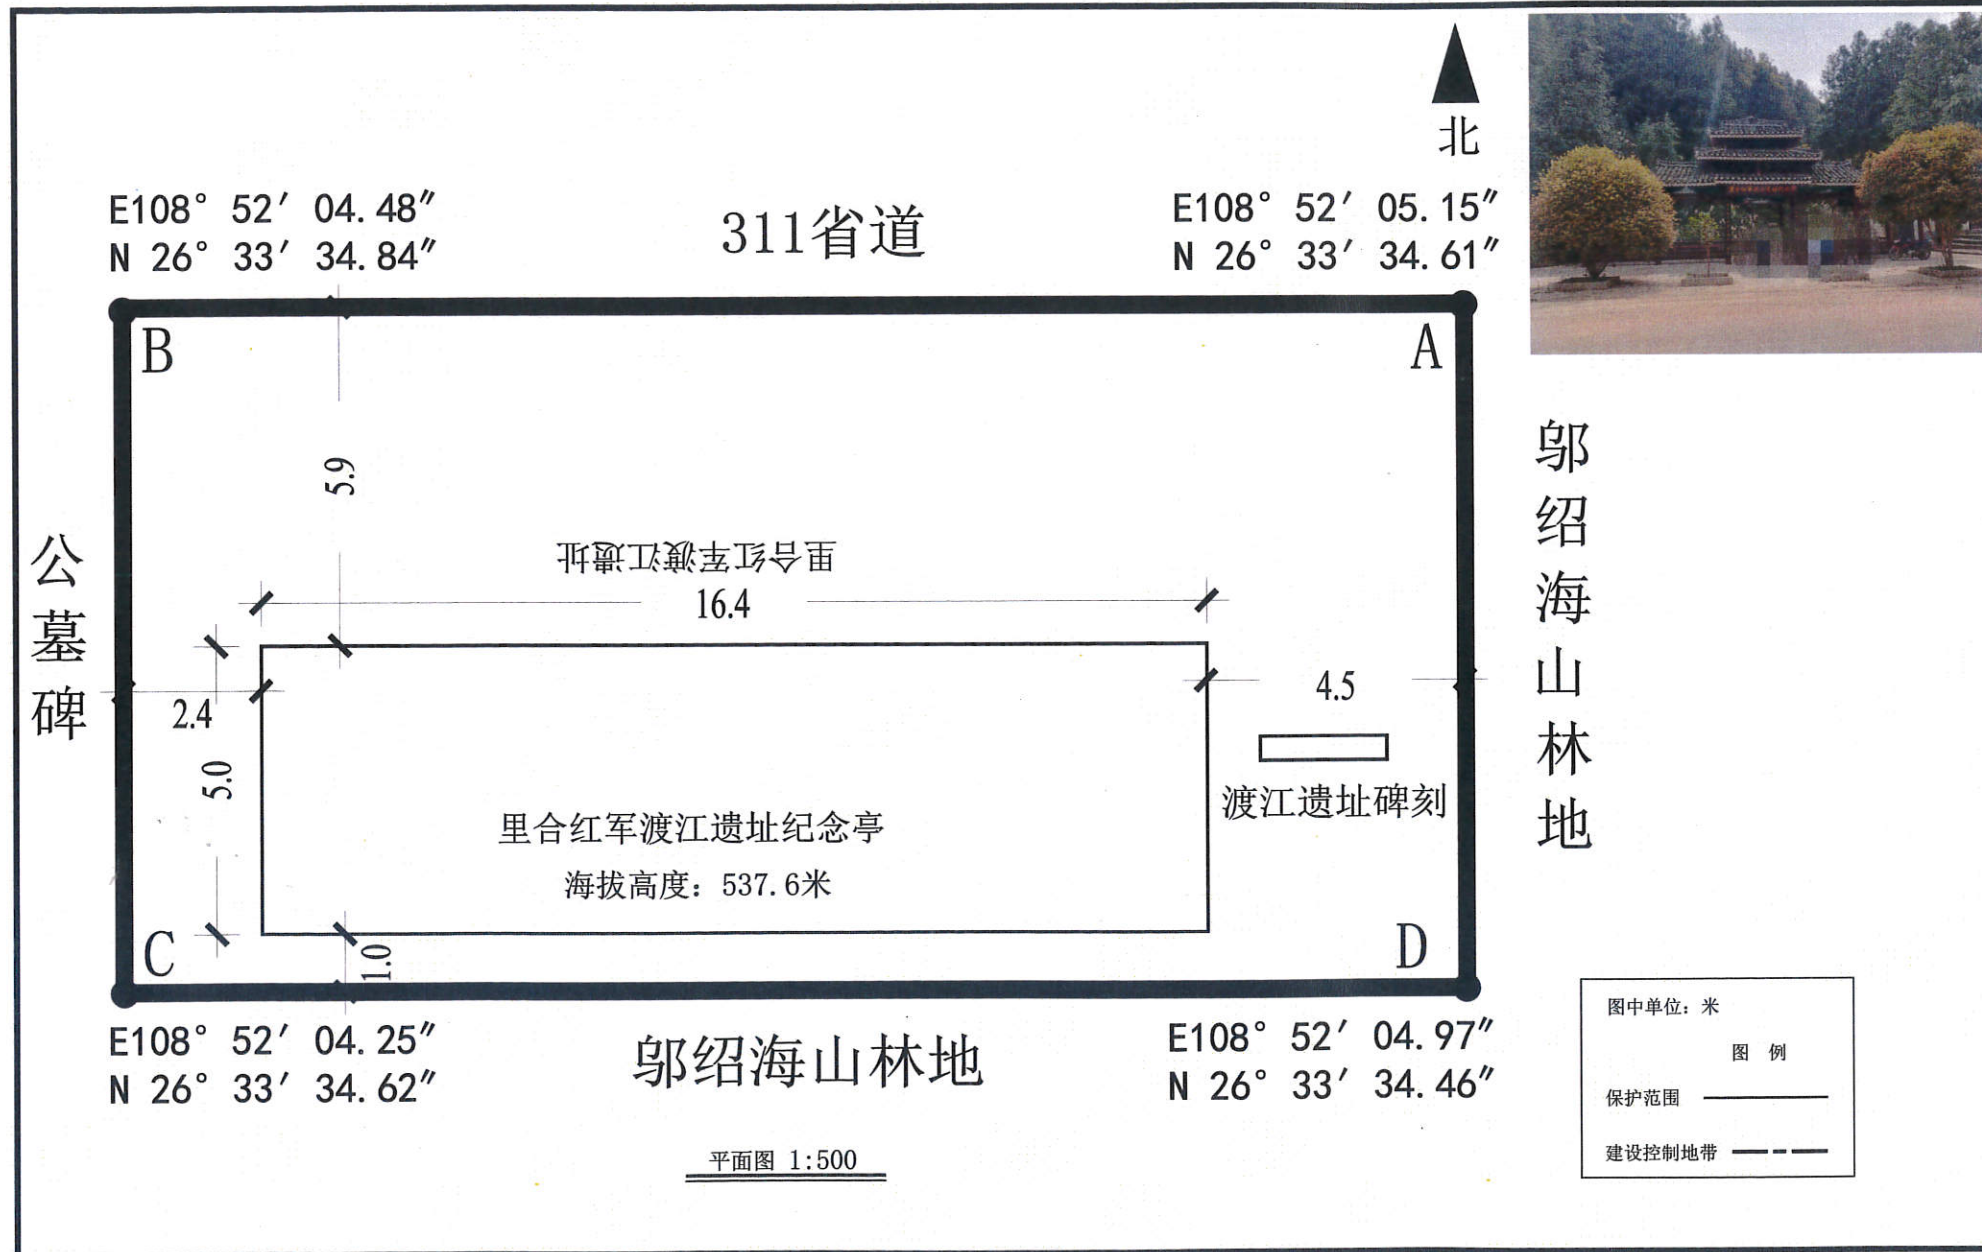 北
E108° 52′ 04.48″
N 26° 33′ 34.84″
311省道
E108° 52′ 05.15″
N 26° 33′ 34.61″
B
A
5.9
里合红军渡江遗址
16.4
2.4
4.5
5.0
渡江遗址碑刻
里合红军渡江遗址纪念亭
海拔高度：537.6米
C
D
1.0
公墓碑
邬绍海山林地
E108° 52′ 04.25″
N 26° 33′ 34.62″
邬绍海山林地
E108° 52′ 04.97″
N 26° 33′ 34.46″
平面图 1:500
图中单位：米
图 例
保护范围
建设控制地带